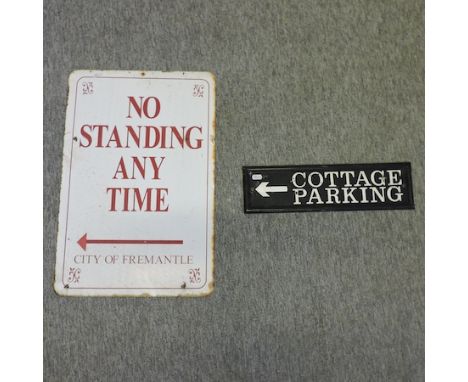 NO
STANDING
ANY
TIME
CITY OF FREMANTLE
COTTAGE
PARKING